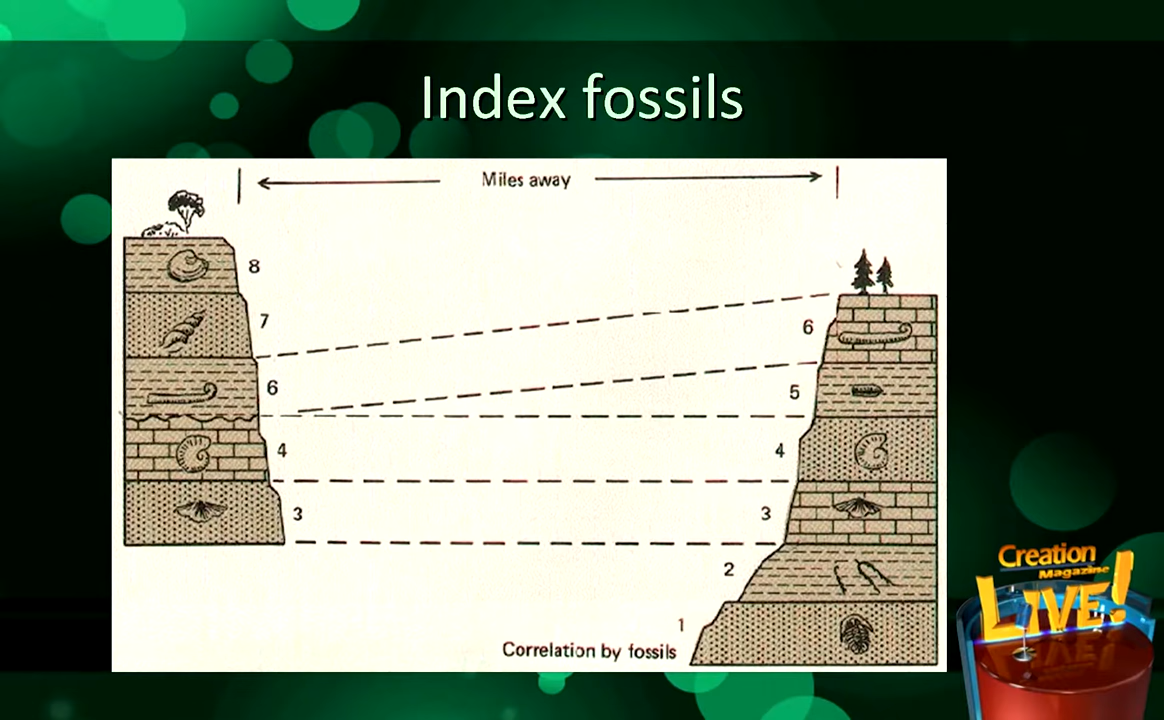 Index fossils
Miles away
8
7
6
6
5
4
4
3
3
2
1
Correlation by fossils
Creation
Magazine
LIVE!